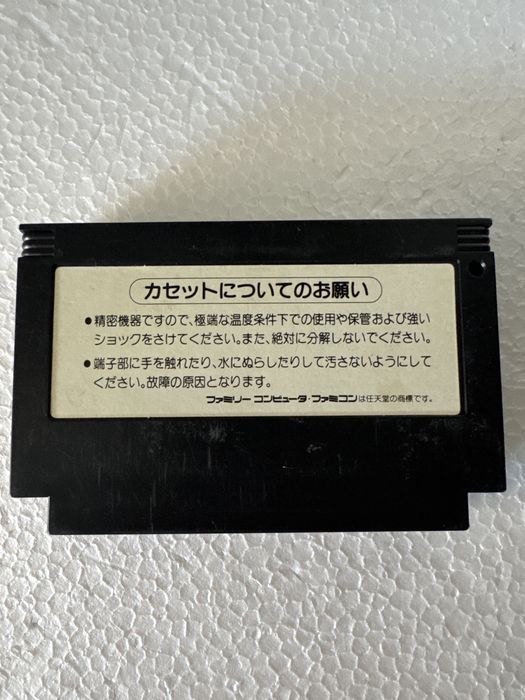 カセットについてのお願い
●精密機器ですので、極端な温度条件下での使用や保管および強い
ショックをさけてください。また、絶対に分解しないでください。
●端子部に手を触れたり、水にぬらしたりして汚さないようにして
ください。故障の原因となります。
ファミリー コンピュータ・ファミコンは任天堂の商標です。